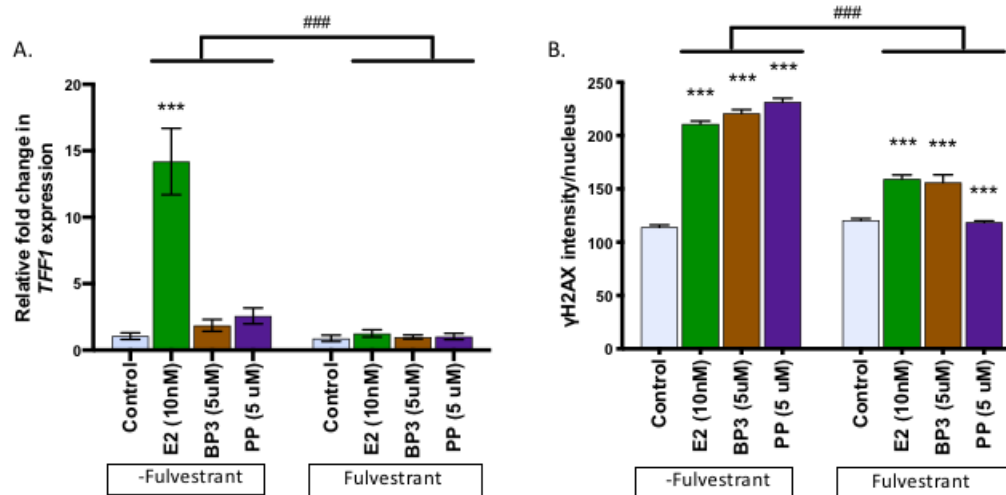 A.
###
Relative fold change in
TFF1 expression
20
15
10
5
0
***
Control
E2 (10nM)
BP3 (5uM)
PP (5 uM)
Control
E2 (10nM)
BP3 (5uM)
PP (5 uM)
-Fulvestrant
Fulvestrant
B.
###
γH2AX intensity/nucleus
250
200
150
100
50
0
***
***
***
***
***
***
Control
E2 (10nM)
BP3 (5uM)
PP (5 uM)
Control
E2 (10nM)
BP3 (5uM)
PP (5 uM)
-Fulvestrant
Fulvestrant